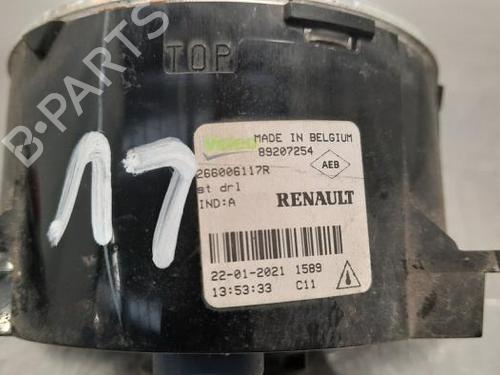 TOP
17
Valeo
MADE IN BELGIUM
89207254
266006117R
AEB
st drl
IND:A
RENAULT
22-01-2021 1589
13:53:33 C11